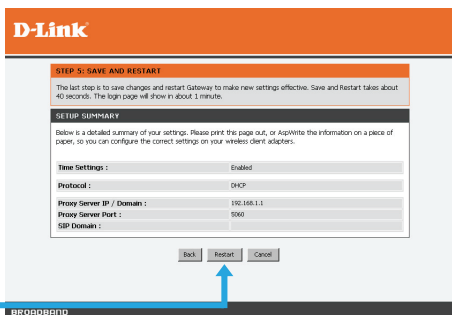 D-Link
STEP 5: SAVE AND RESTART
The last step is to save changes and restart Gateway to make new settings effective. Save and Restart takes about
40 seconds. The login page will show in about 1 minute.
SETUP SUMMARY
Below is a detailed summary of your settings. Please print this page out, or AspWrite the information on a piece of
paper, so you can configure the correct settings on your wireless client adapters.
Time Settings : Enabled
Protocol : DHCP
Proxy Server IP / Domain : 192.168.1.1
Proxy Server Port : 5060
SIP Domain :
Back Restart Cancel
BROADBAND